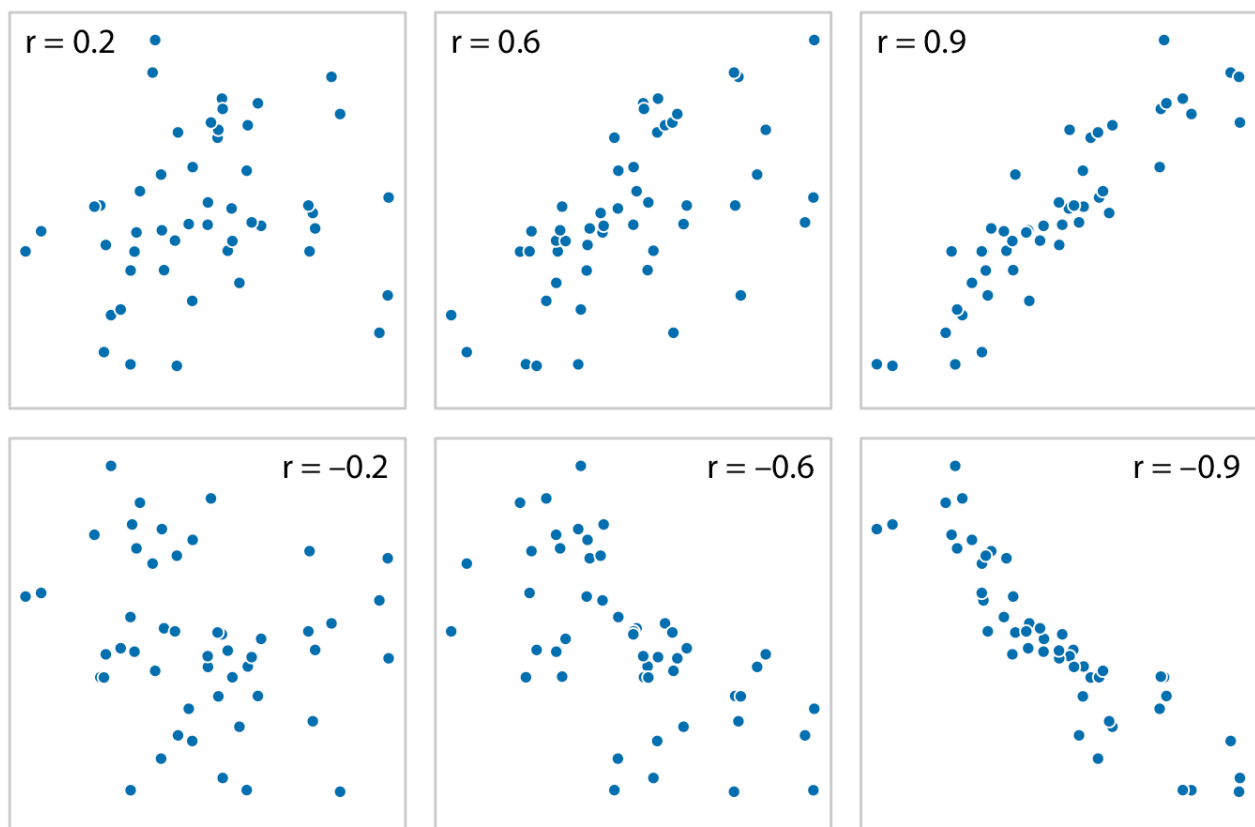 r = 0.2
r = 0.6
r = 0.9
r = –0.2
r = –0.6
r = –0.9